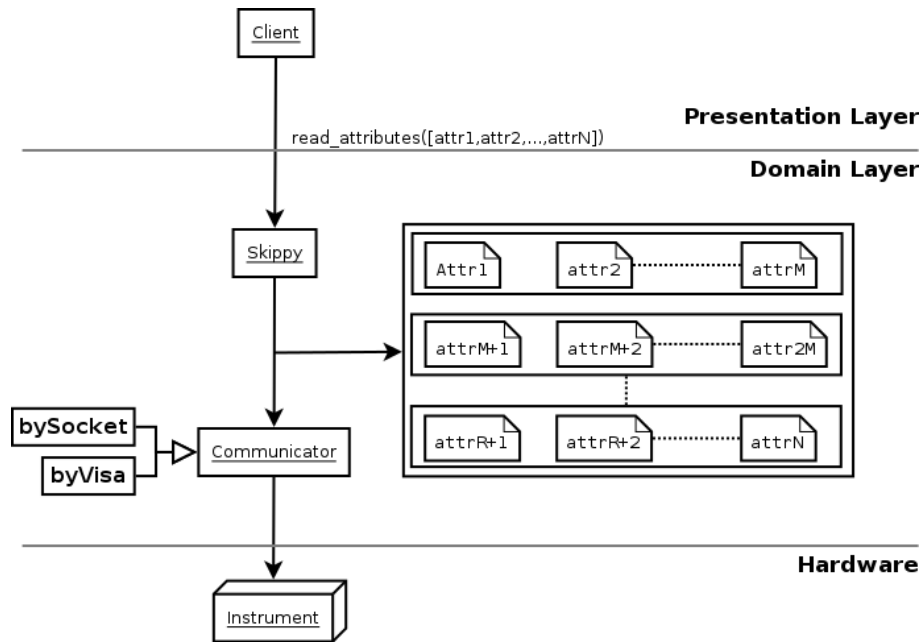 Client
Presentation Layer
read_attributes([attr1,attr2,...,attrN])
Domain Layer
Skippy
Attr1 attr2 attrM
attrM+1 attrM+2 attr2M
bySocket
attrR+1 attrR+2 attrN
Communicator
byVisa
Hardware
Instrument